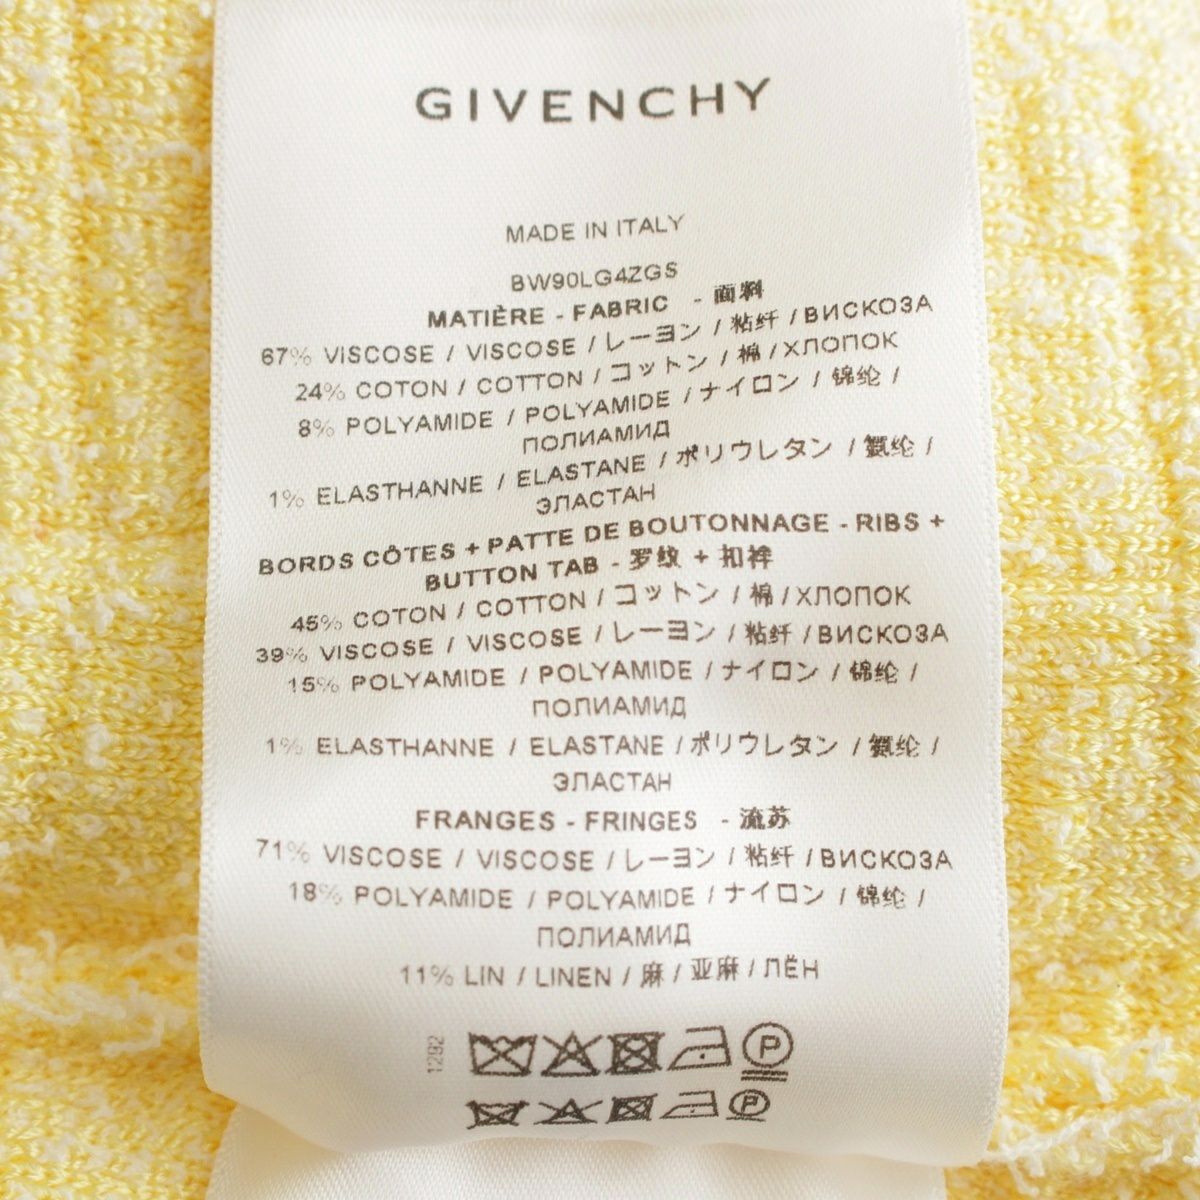 GIVENCHY
MADE IN ITALY
BW90LG4ZGS
MATIÈRE - FABRIC - 面料
67% VISCOSE / VISCOSE / レーヨン / 粘纤 / ВИСКОЗА
24% COTON / COTTON / コットン / 棉 / ХЛОПОК
8% POLYAMIDE / POLYAMIDE / ナイロン / 锦纶 /
ПОЛИАМИД
1% ELASTHANNE / ELASTANE / ポリウレタン / 氨纶 /
ЭЛАСТАН
BORDS CÔTES + PATTE DE BOUTONNAGE - RIBS +
BUTTON TAB - 罗纹 + 扣袢
45% COTON / COTTON / コットン / 棉 / ХЛОПОК
39% VISCOSE / VISCOSE / レーヨン / 粘纤 / ВИСКОЗА
15% POLYAMIDE / POLYAMIDE / ナイロン / 锦纶 /
ПОЛИАМИД
1% ELASTHANNE / ELASTANE / ポリウレタン / 氨纶 /
ЭЛАСТАН
FRANGES - FRINGES - 流苏
71% VISCOSE / VISCOSE / レーヨン / 粘纤 / ВИСКОЗА
18% POLYAMIDE / POLYAMIDE / ナイロン / 锦纶 /
ПОЛИАМИД
11% LIN / LINEN / 麻 / 亚麻 / ЛЁН
1292
P
P